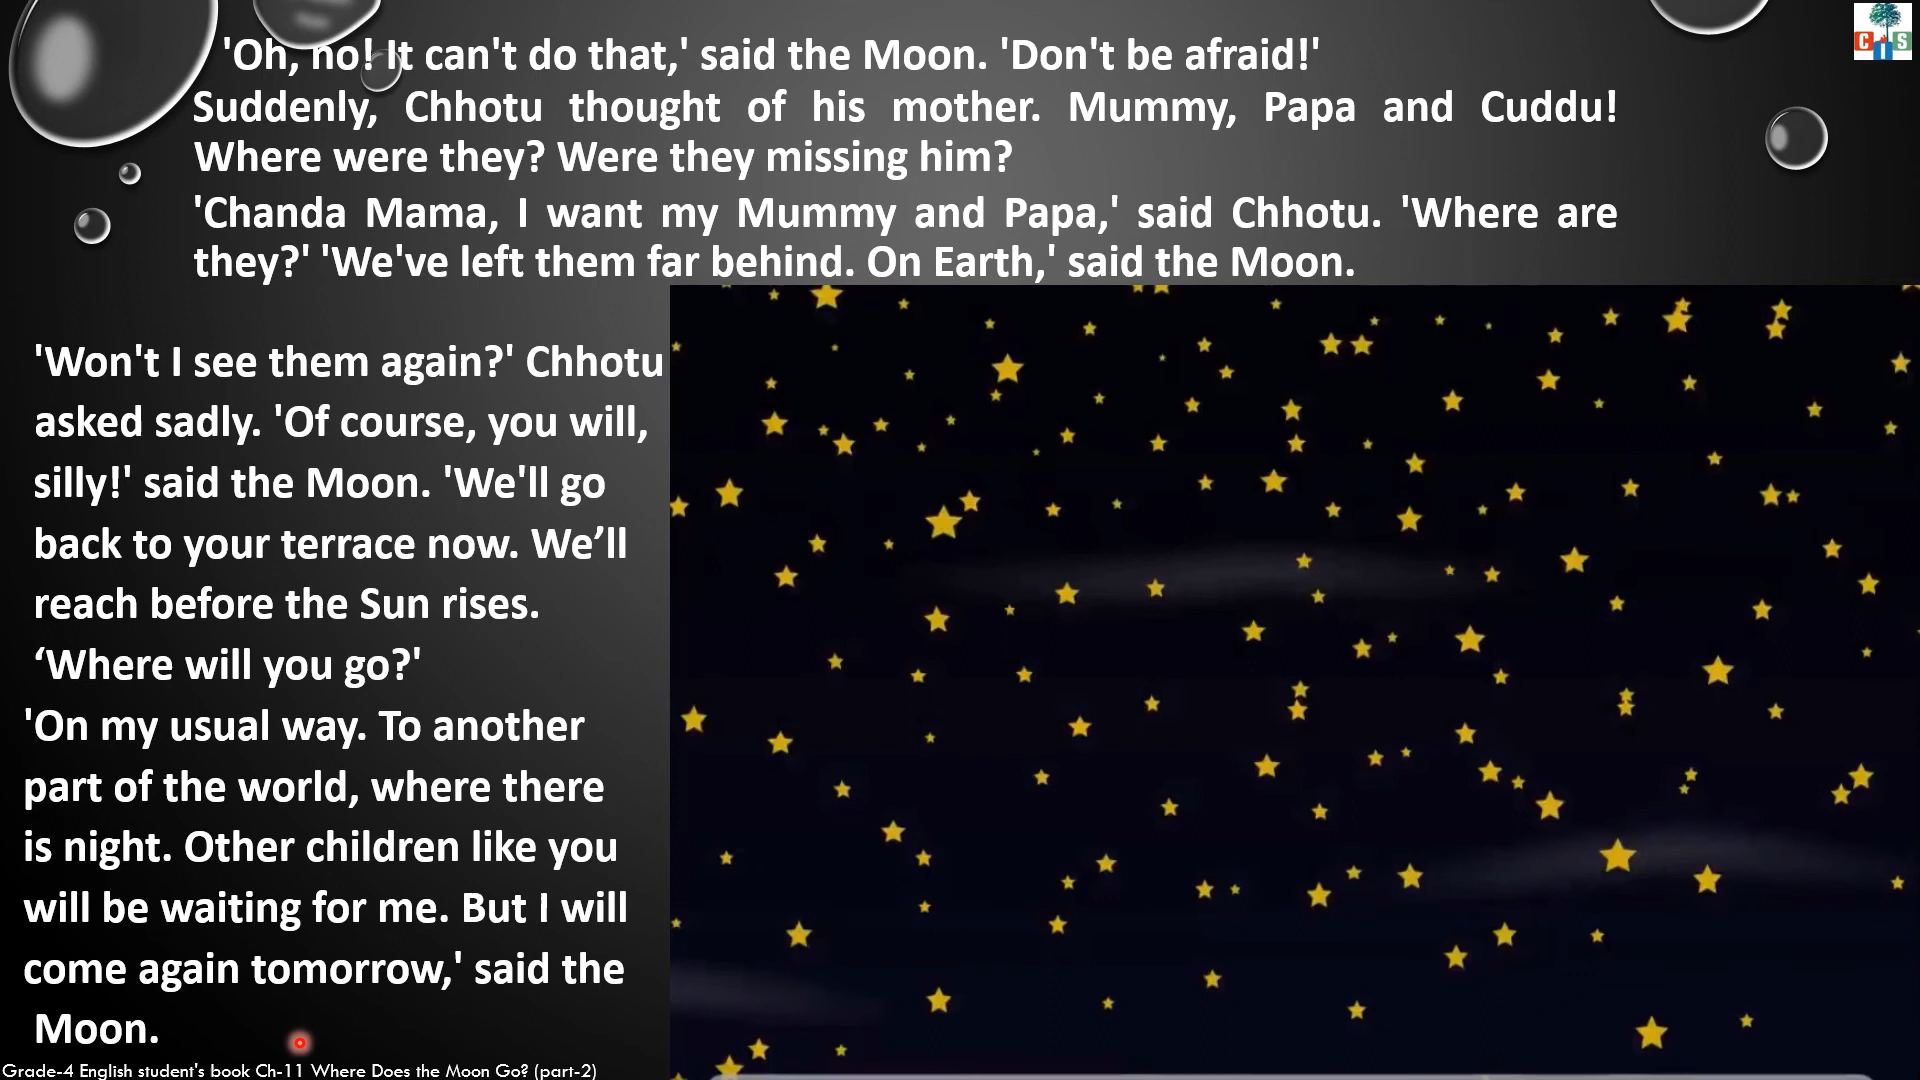 'Oh, no! It can't do that,' said the Moon. 'Don't be afraid!'
Suddenly, Chhotu thought of his mother. Mummy, Papa and Cuddu!
Where were they? Were they missing him?
'Chanda Mama, I want my Mummy and Papa,' said Chhotu. 'Where are
they?' 'We've left them far behind. On Earth,' said the Moon.
'Won't I see them again?' Chhotu
asked sadly. 'Of course, you will,
silly!' said the Moon. 'We'll go
back to your terrace now. We’ll
reach before the Sun rises.
‘Where will you go?'
'On my usual way. To another
part of the world, where there
is night. Other children like you
will be waiting for me. But I will
come again tomorrow,' said the
Moon.
Grade-4 English student's book Ch-11 Where Does the Moon Go? (part-2)
CIS